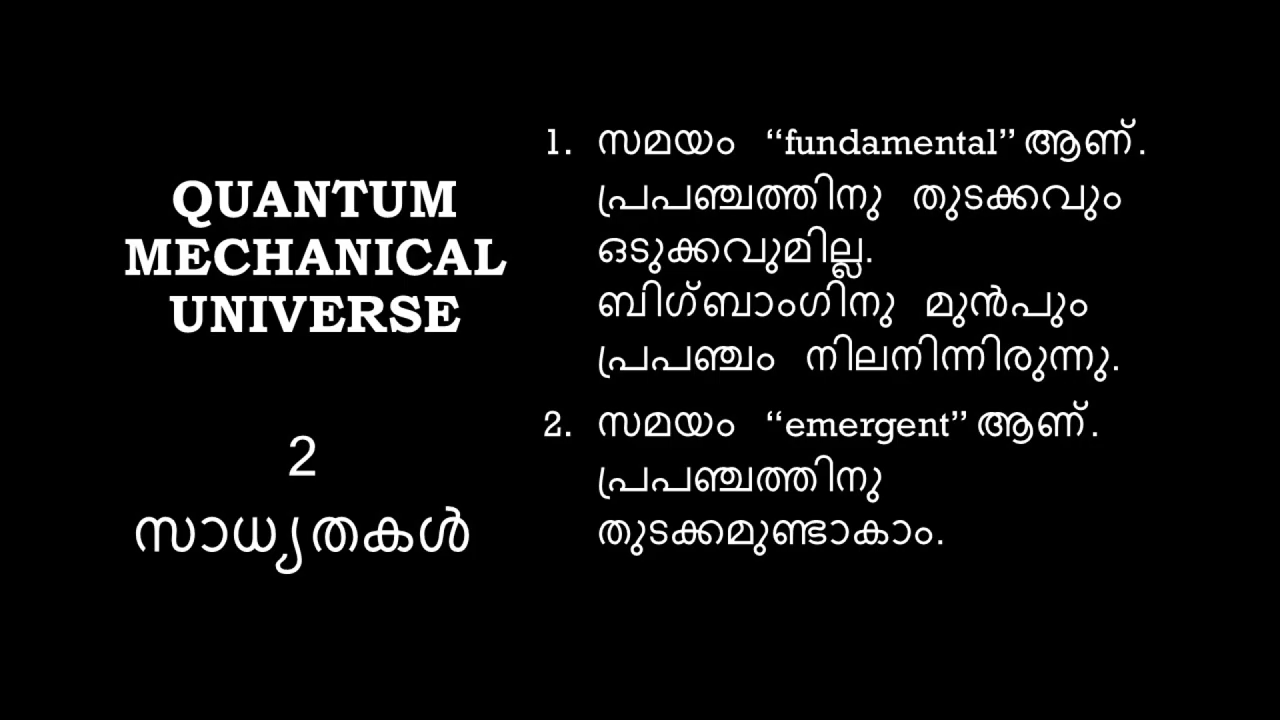 QUANTUM
MECHANICAL
UNIVERSE
2
സാധ്യതകൾ
1. സമയം “fundamental” ആണ്.
പ്രപഞ്ചത്തിനു തുടക്കവും
ഒടുക്കവുമില്ല.
ബിഗ്ബാംഗിനു മുൻപും
പ്രപഞ്ചം നിലനിന്നിരുന്നു.
2. സമയം “emergent” ആണ്.
പ്രപഞ്ചത്തിനു
തുടക്കമുണ്ടാകാം.